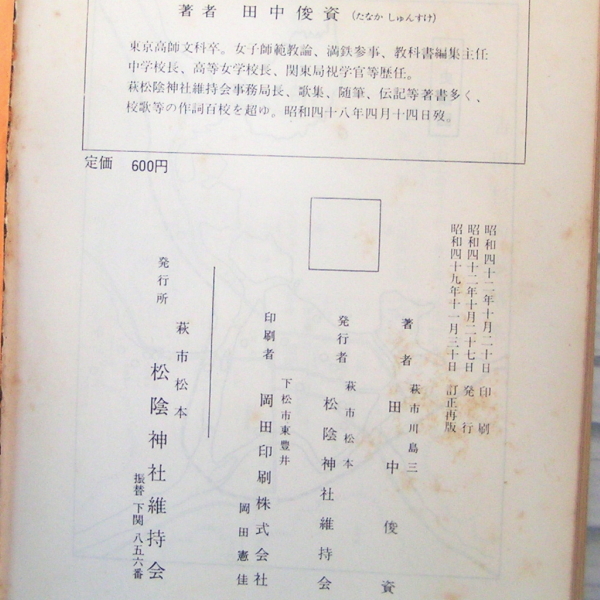 著者 田中俊資 (たなか しゅんすけ)
東京高師文科卒。女子師範教諭、満鉄参事、教科書編集主任
中学校長、高等女学校長、関東局視学官等歴任。
萩松陰神社維持会事務局長、歌集、随筆、伝記等著書多く、
校歌等の作詞百校を超ゆ。昭和四十八年四月十四日歿。
定価 600円
昭和四十二年十月二十日 印刷
昭和四十二年十月二十七日 発行
昭和四十九年十一月三十日 訂正再版
萩市川島三
著者 田中俊資
萩市松本
発行者 松陰神社維持会
下松市東豊井
印刷者 岡田印刷株式会社
岡田憲佳
萩市松本
発行所 松陰神社維持会
振替 下関 八五六番